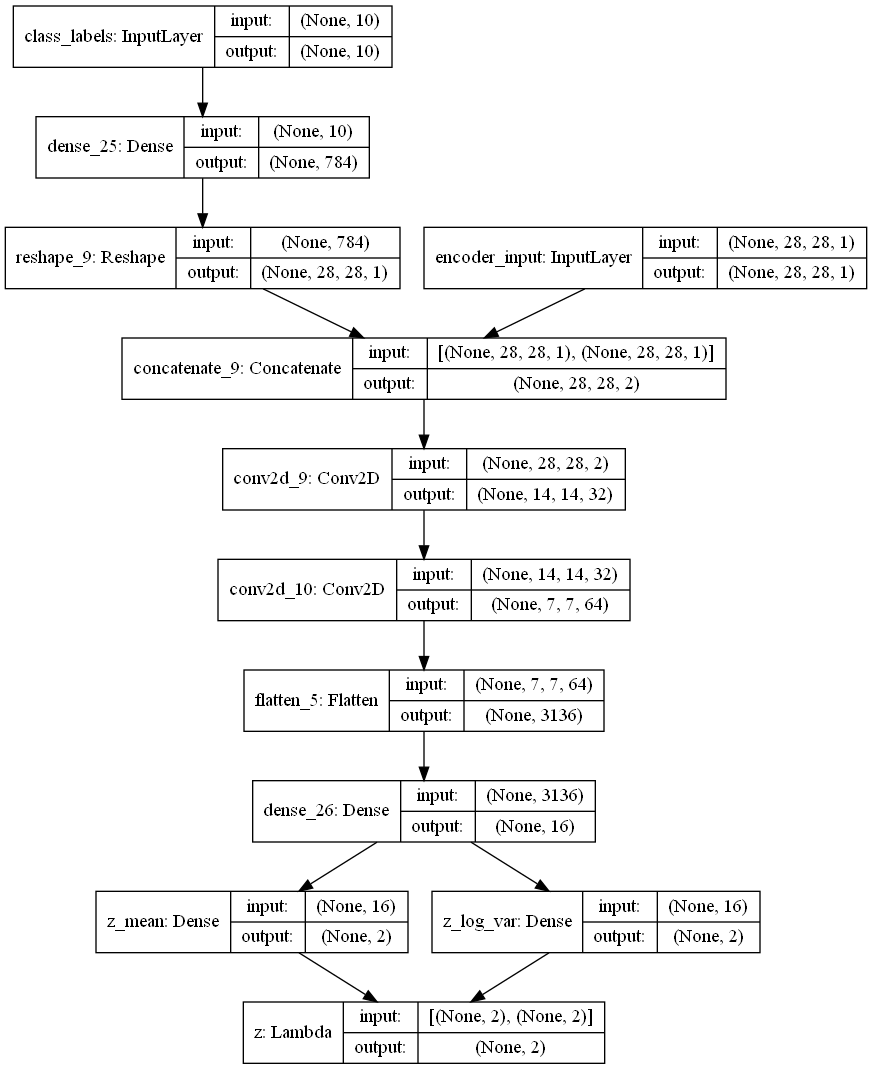 class_labels: InputLayer
input: (None, 10)
output: (None, 10)
dense_25: Dense
input: (None, 10)
output: (None, 784)
reshape_9: Reshape
input: (None, 784)
output: (None, 28, 28, 1)
encoder_input: InputLayer
input: (None, 28, 28, 1)
output: (None, 28, 28, 1)
concatenate_9: Concatenate
input: [(None, 28, 28, 1), (None, 28, 28, 1)]
output: (None, 28, 28, 2)
conv2d_9: Conv2D
input: (None, 28, 28, 2)
output: (None, 14, 14, 32)
conv2d_10: Conv2D
input: (None, 14, 14, 32)
output: (None, 7, 7, 64)
flatten_5: Flatten
input: (None, 7, 7, 64)
output: (None, 3136)
dense_26: Dense
input: (None, 3136)
output: (None, 16)
z_mean: Dense
input: (None, 16)
output: (None, 2)
z_log_var: Dense
input: (None, 16)
output: (None, 2)
z: Lambda
input: [(None, 2), (None, 2)]
output: (None, 2)